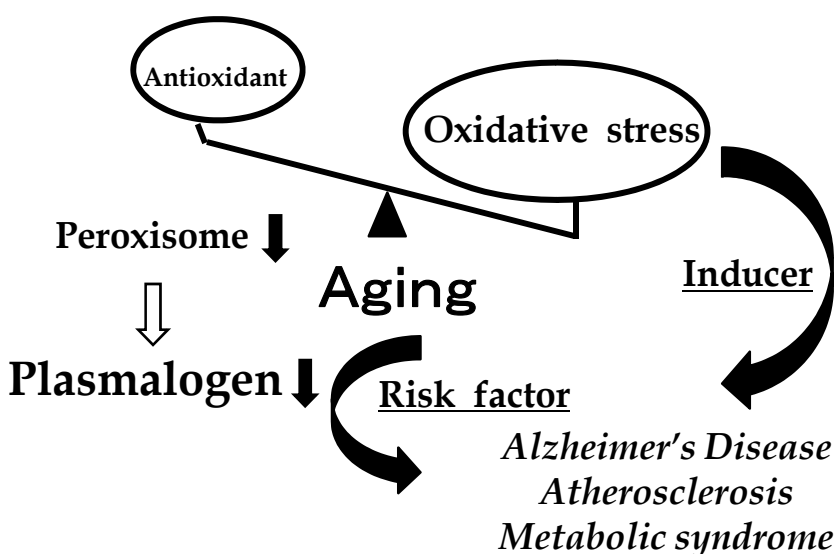 Antioxidant
Oxidative stress
Peroxisome
Inducer
Aging
Plasmalogen
Risk factor
Alzheimer's Disease
Atherosclerosis
Metabolic syndrome